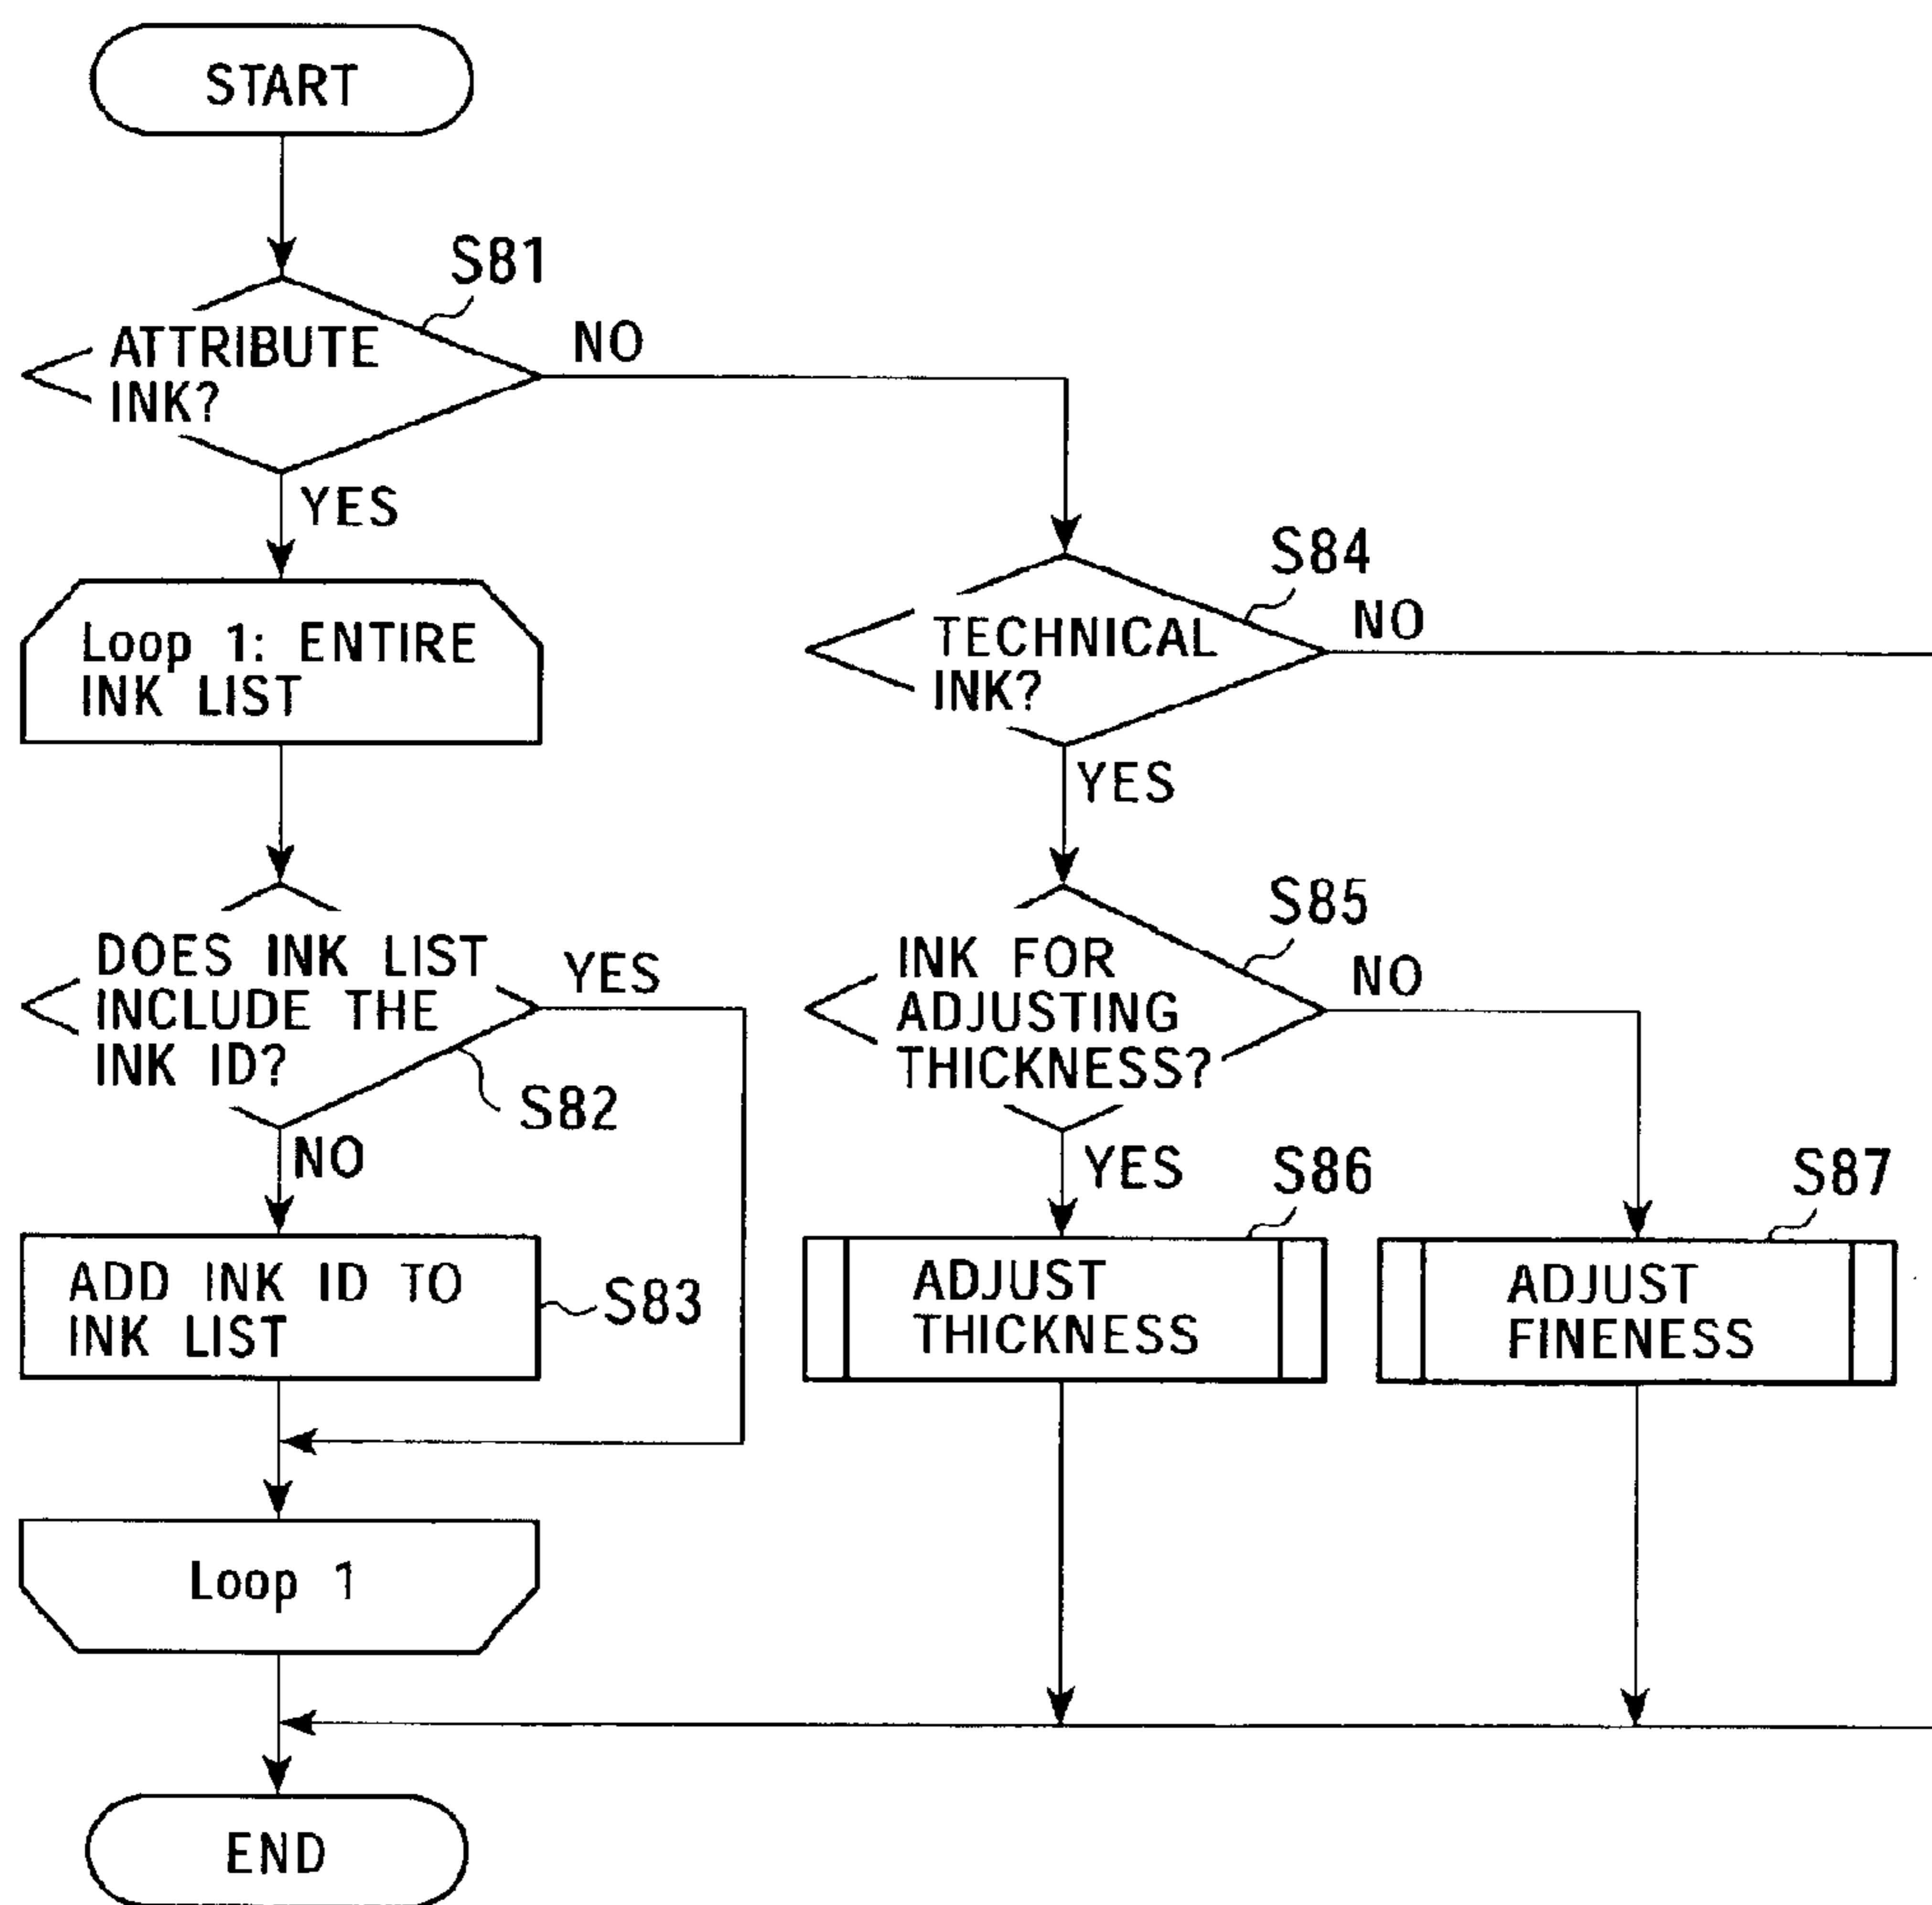 START
S81
ATTRIBUTE
INK?
NO
YES
Loop 1: ENTIRE
INK LIST
DOES INK LIST
INCLUDE THE
INK ID?
YES
S82
NO
ADD INK ID TO
INK LIST
S83
Loop 1
END
S84
TECHNICAL
INK?
NO
YES
S85
INK FOR
ADJUSTING
THICKNESS?
NO
YES
S86
ADJUST
THICKNESS
S87
ADJUST
FINENESS